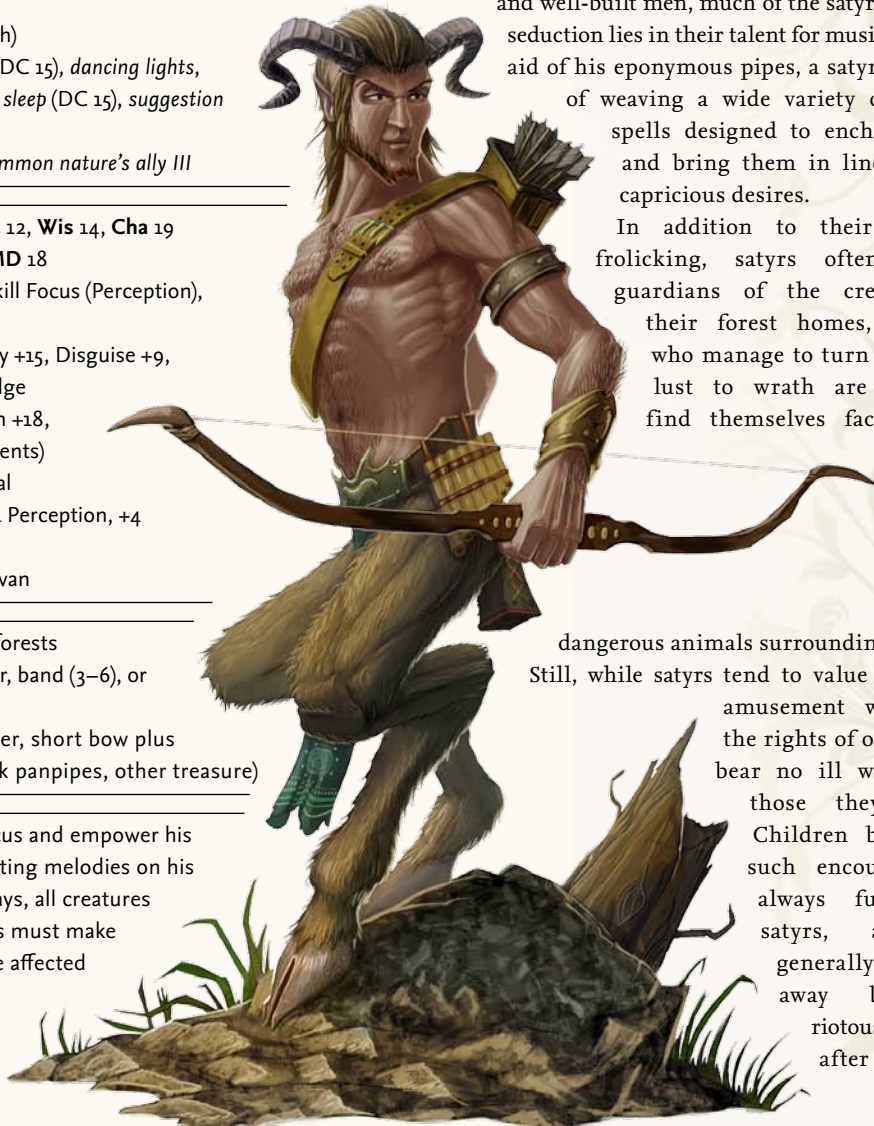 h)
DC 15), dancing lights,
sleep (DC 15), suggestion
mmon nature's ally III
12, Wis 14, Cha 19
MD 18
kill Focus (Perception),
y +15, Disguise +9,
dge
n +18,
ents)
al
Perception, +4
van
forests
r, band (3–6), or
er, short bow plus
k panpipes, other treasure)
cus and empower his
ting melodies on his
ays, all creatures
s must make
e affected
and well-built men, much of the satyr
seduction lies in their talent for musi
aid of his eponymous pipes, a satyr
of weaving a wide variety o
spells designed to ench
and bring them in line
capricious desires.
In addition to their
frolicking, satyrs often
guardians of the cre
their forest homes,
who manage to turn
lust to wrath are
find themselves fac
dangerous animals surroundin
Still, while satyrs tend to value
amusement w
the rights of o
bear no ill w
those they
Children b
such encou
always fu
satyrs, a
generally
away b
riotous
after